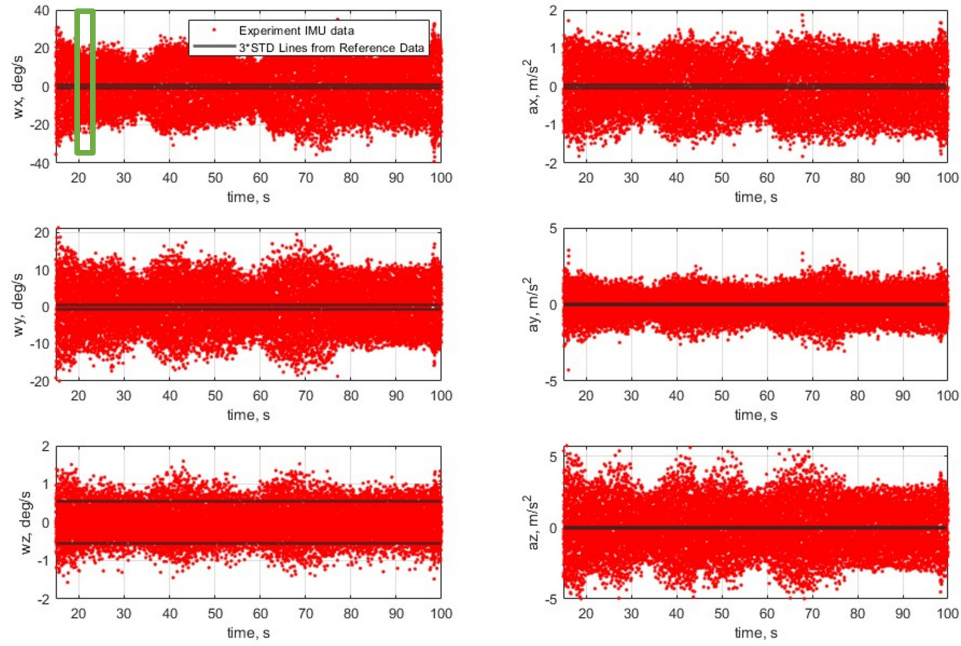 40
20
0
-20
-40
wx, deg/s
Experiment IMU data
3*STD Lines from Reference Data
20 30 40 50 60 70 80 90 100
time, s
2
1
0
-1
-2
ax, m/s2
20 30 40 50 60 70 80 90 100
time, s
20
10
0
-10
-20
wy, deg/s
20 30 40 50 60 70 80 90 100
time, s
5
0
-5
ay, m/s2
20 30 40 50 60 70 80 90 100
time, s
2
1
0
-1
-2
wz, deg/s
20 30 40 50 60 70 80 90 100
time, s
5
0
-5
az, m/s2
20 30 40 50 60 70 80 90 100
time, s